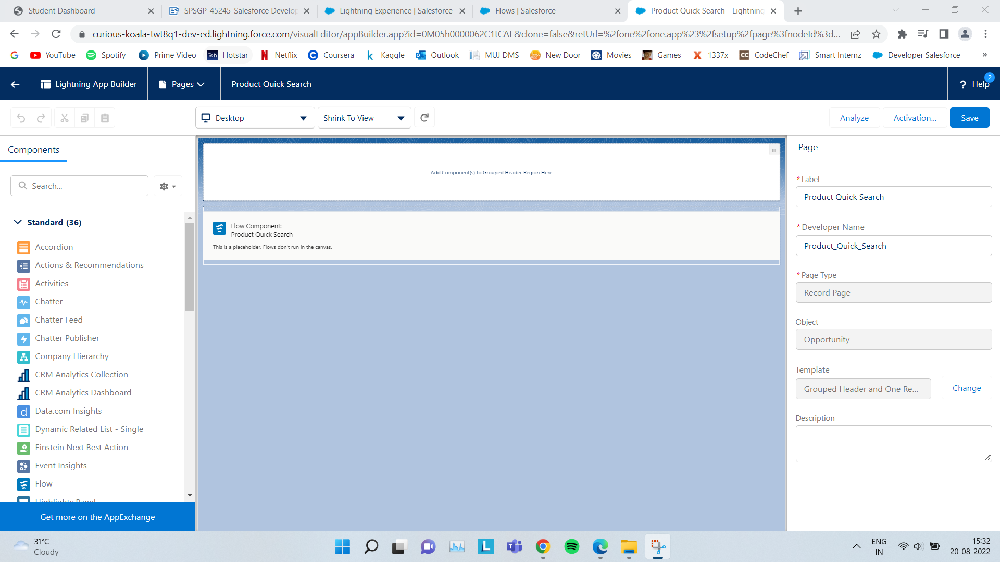 Student Dashboard
SPSGP-45245-Salesforce Develop
Lightning Experience | Salesforce
Flows | Salesforce
Product Quick Search - Lightning
curious-koala-twt8q1-dev-ed.lightning.force.com/visualEditor/appBuilder.app?id=0M05h0000062C1tCAE&clone=false&retUrl=%2fone%2fone.app%23%2fsetup%2fpage%3fnodeId%3d...
YouTube
Spotify
Prime Video
Hotstar
Netflix
Coursera
Kaggle
Outlook
MUJ DMS
New Door
Movies
Games
1337x
CodeChef
Smart Internz
Developer Salesforce
»
Lightning App Builder
Pages
Product Quick Search
? Help
2
Desktop
Shrink To View
Analyze
Activation...
Save
Components
Search...
Standard (36)
Accordion
Actions & Recommendations
Activities
Chatter
Chatter Feed
Chatter Publisher
Company Hierarchy
CRM Analytics Collection
CRM Analytics Dashboard
Data.com Insights
Dynamic Related List - Single
Einstein Next Best Action
Event Insights
Flow
Highlights Panel
Get more on the AppExchange
Add Component(s) to Grouped Header Region Here
Flow Component:
Product Quick Search
This is a placeholder. Flows don't run in the canvas.
Page
* Label
Product Quick Search
* Developer Name
Product_Quick_Search
* Page Type
Record Page
Object
Opportunity
Template
Grouped Header and One Re...
Change
Description
31°C
Cloudy
ENG
IN
15:32
20-08-2022